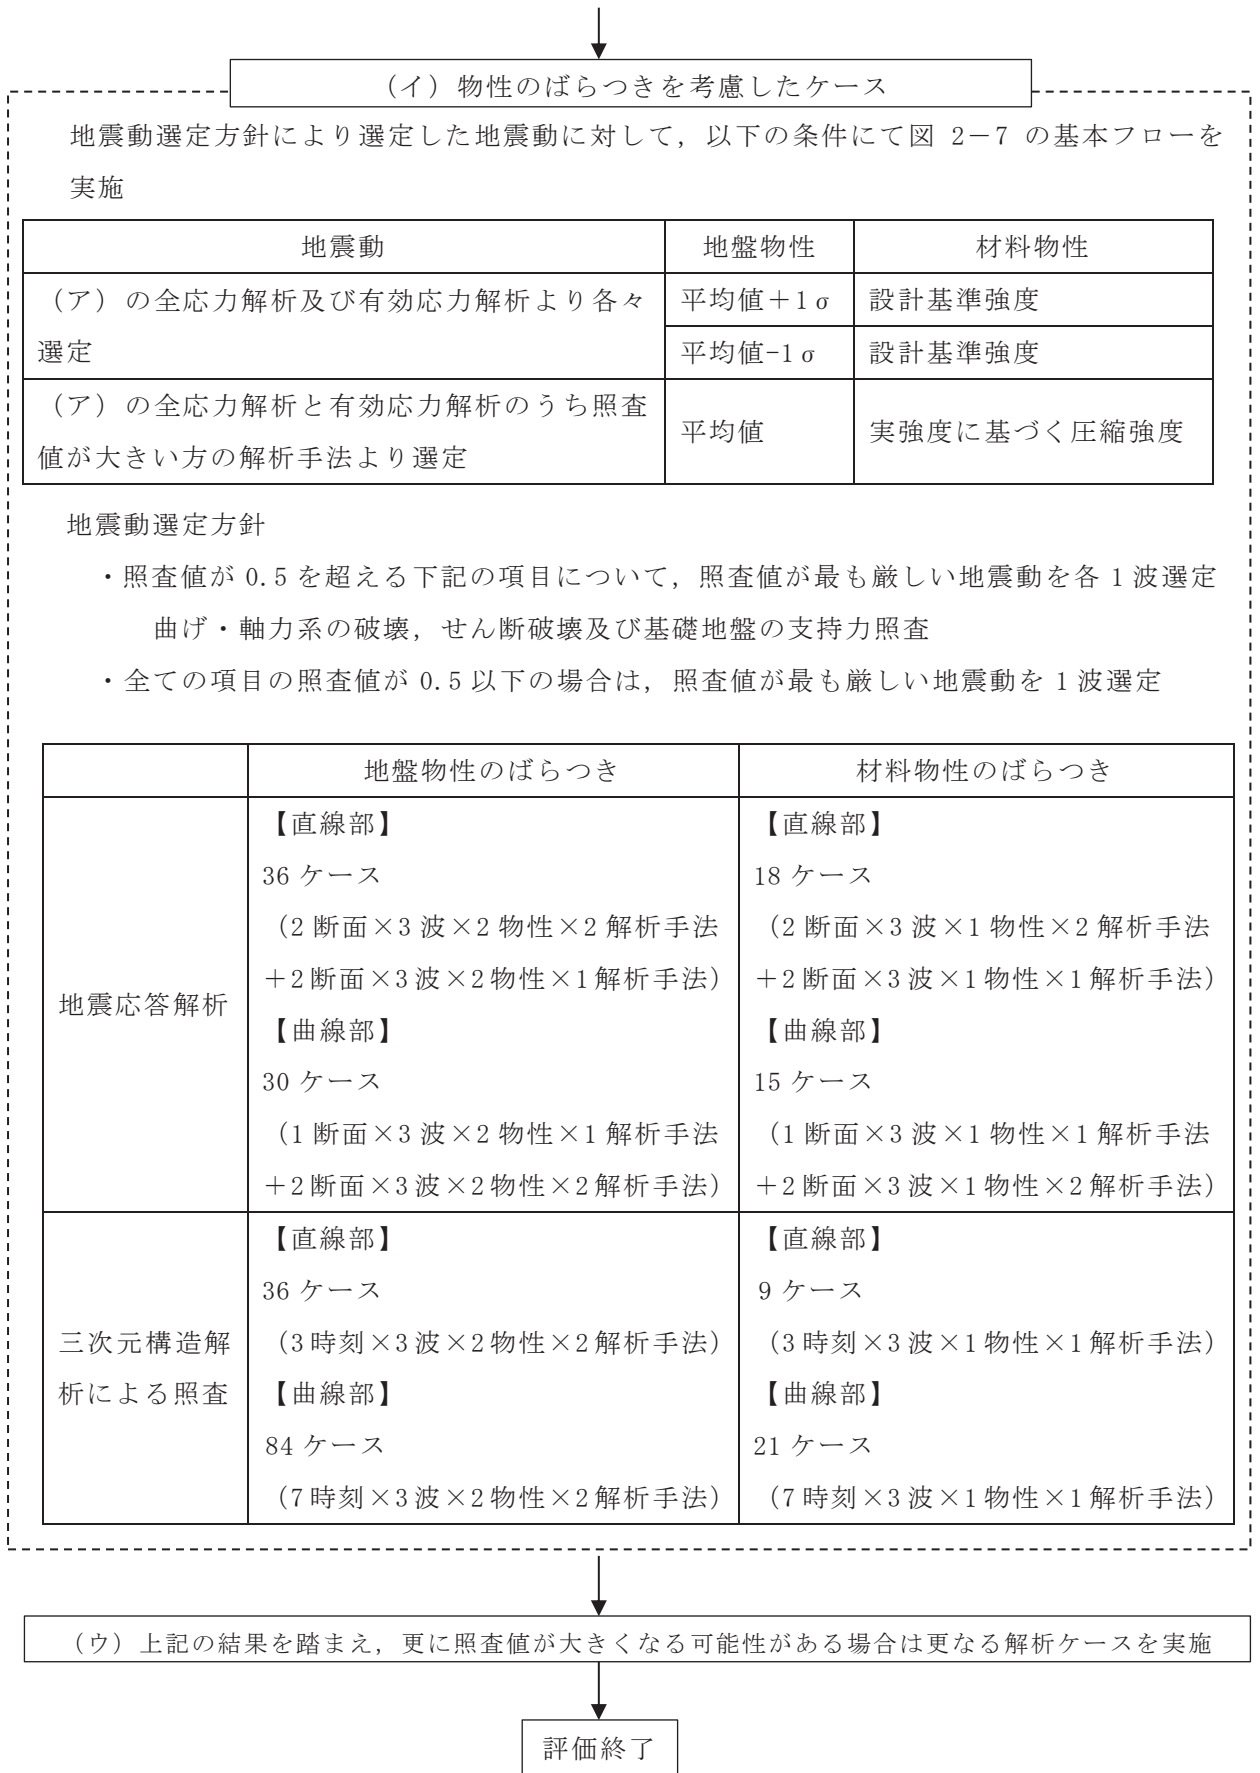 (イ)物性のばらつきを考慮したケース
地震動選定方針により選定した地震動に対して，以下の条件にて図 2－7 の基本フローを
実施
地震動
地盤物性
材料物性
（ア）の全応力解析及び有効応力解析より各々
選定
平均値＋1σ
設計基準強度
平均値-1σ
設計基準強度
（ア）の全応力解析と有効応力解析のうち照査
値が大きい方の解析手法より選定
平均値
実強度に基づく圧縮強度
地震動選定方針
・照査値が 0.5 を超える下記の項目について，照査値が最も厳しい地震動を各 1 波選定
曲げ・軸力系の破壊，せん断破壊及び基礎地盤の支持力照査
・全ての項目の照査値が 0.5 以下の場合は，照査値が最も厳しい地震動を 1 波選定
地盤物性のばらつき
材料物性のばらつき
地震応答解析
【直線部】
36 ケース
（2 断面×3 波×2 物性×2 解析手法
＋2 断面×3 波×2 物性×1 解析手法）
【曲線部】
30 ケース
（1 断面×3 波×2 物性×1 解析手法
＋2 断面×3 波×2 物性×2 解析手法）
【直線部】
18 ケース
（2 断面×3 波×1 物性×2 解析手法
＋2 断面×3 波×1 物性×1 解析手法）
【曲線部】
15 ケース
（1 断面×3 波×1 物性×1 解析手法
＋2 断面×3 波×1 物性×2 解析手法）
三次元構造解
析による照査
【直線部】
36 ケース
（3 時刻×3 波×2 物性×2 解析手法）
【曲線部】
84 ケース
（7 時刻×3 波×2 物性×2 解析手法）
【直線部】
9 ケース
（3 時刻×3 波×1 物性×1 解析手法）
【曲線部】
21 ケース
（7 時刻×3 波×1 物性×1 解析手法）
（ウ）上記の結果を踏まえ，更に照査値が大きくなる可能性がある場合は更なる解析ケースを実施
評価終了